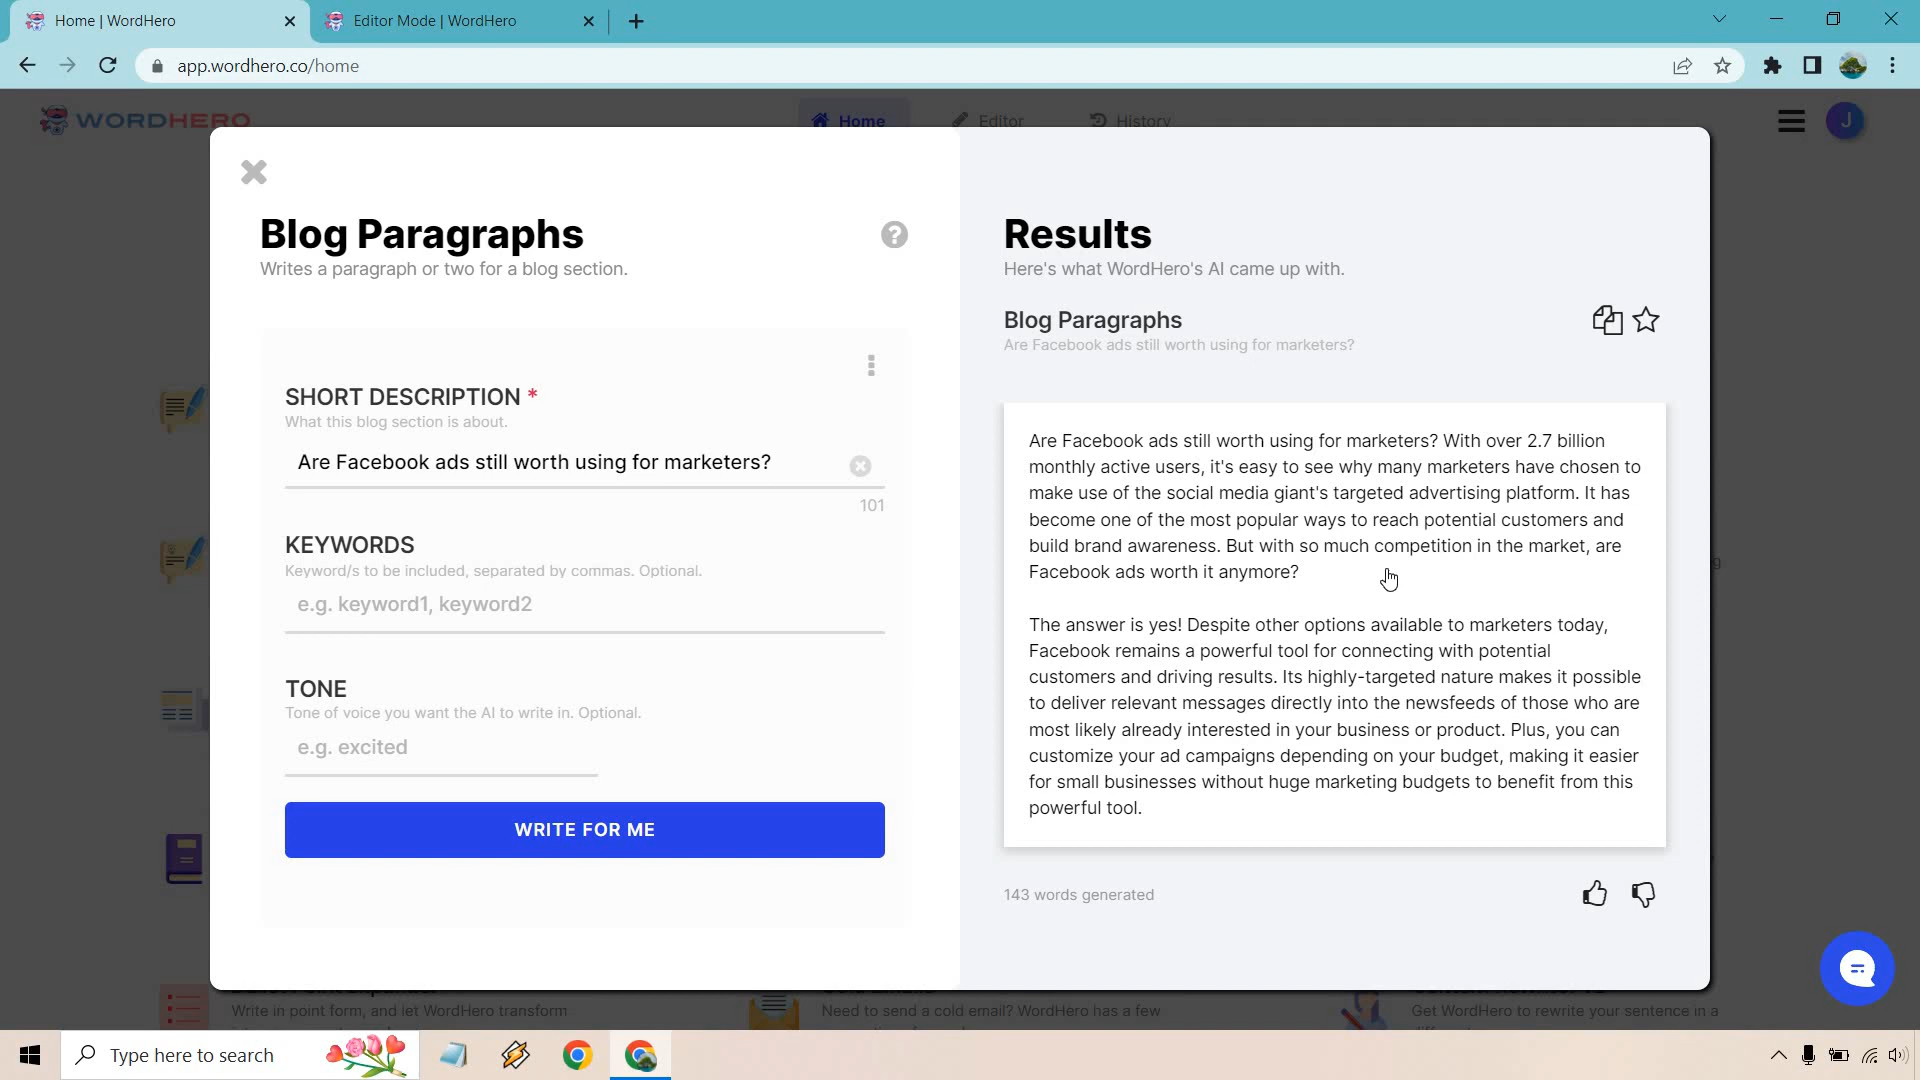 Home | WordHero
Editor Mode | WordHero
app.wordhero.co/home
WORDHERO
Home
Editor
History
J
Blog Paragraphs
Writes a paragraph or two for a blog section.
SHORT DESCRIPTION *
What this blog section is about.
Are Facebook ads still worth using for marketers?
101
KEYWORDS
Keyword/s to be included, separated by commas. Optional.
e.g. keyword1, keyword2
TONE
Tone of voice you want the AI to write in. Optional.
e.g. excited
WRITE FOR ME
Results
Here's what WordHero's AI came up with.
Blog Paragraphs
Are Facebook ads still worth using for marketers?
Are Facebook ads still worth using for marketers? With over 2.7 billion
monthly active users, it's easy to see why many marketers have chosen to
make use of the social media giant's targeted advertising platform. It has
become one of the most popular ways to reach potential customers and
build brand awareness. But with so much competition in the market, are
Facebook ads worth it anymore?
The answer is yes! Despite other options available to marketers today,
Facebook remains a powerful tool for connecting with potential
customers and driving results. Its highly-targeted nature makes it possible
to deliver relevant messages directly into the newsfeeds of those who are
most likely already interested in your business or product. Plus, you can
customize your ad campaigns depending on your budget, making it easier
for small businesses without huge marketing budgets to benefit from this
powerful tool.
143 words generated
Write in point form, and let WordHero transform
Need to send a cold email? WordHero has a few
Get WordHero to rewrite your sentence in a
Type here to search